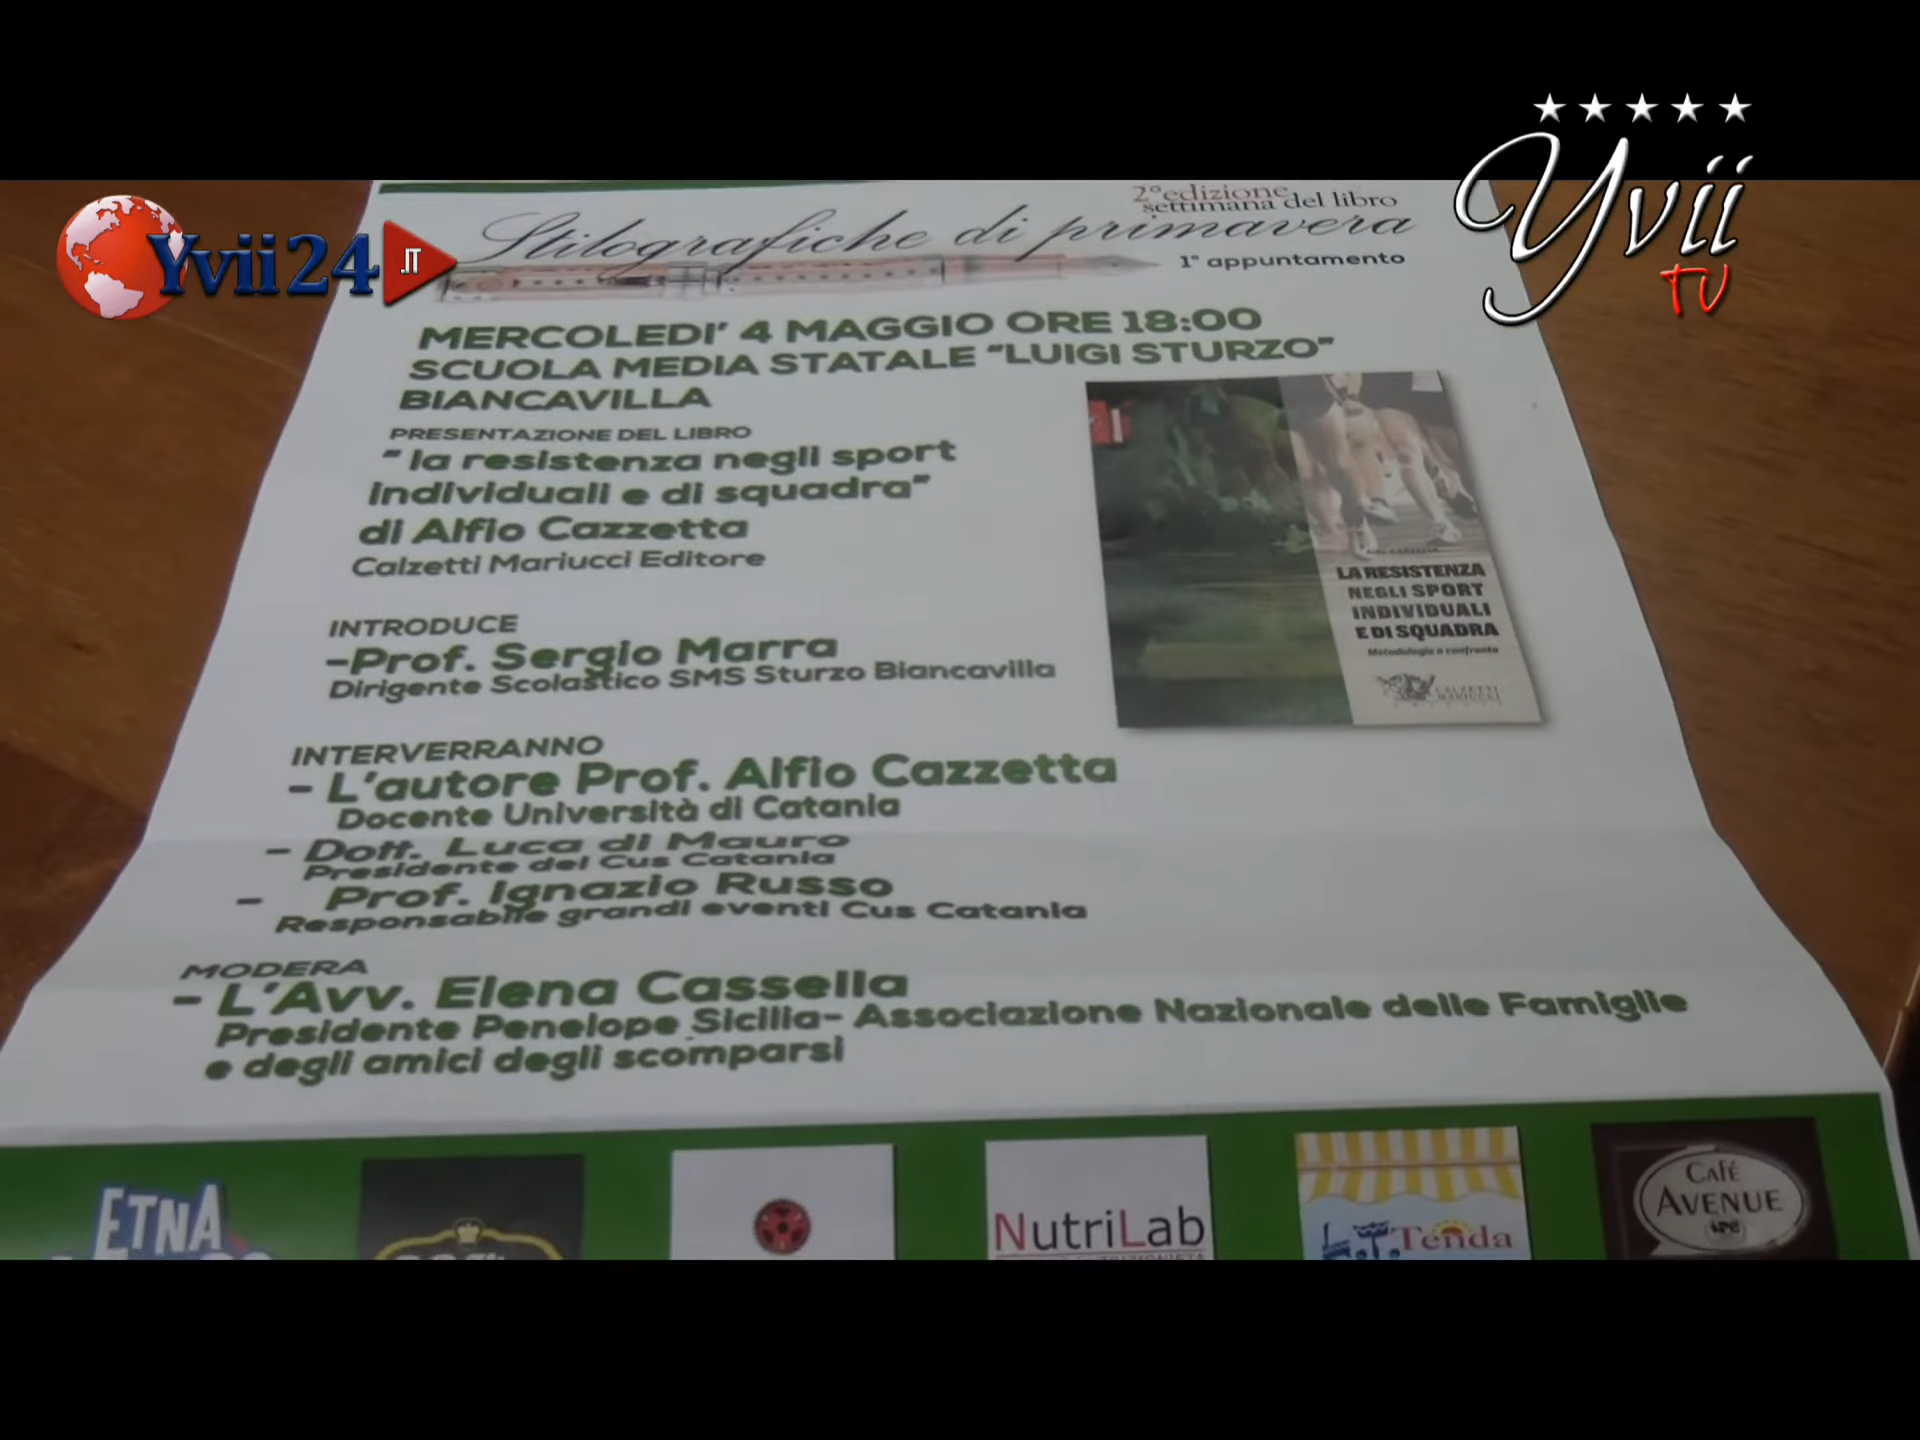 Yvii24.IT
Yvii
TV
2° edizione
settimana del libro
Stilografiche di primavera
1° appuntamento
MERCOLEDI' 4 MAGGIO ORE 18:00
SCUOLA MEDIA STATALE "LUIGI STURZO"
BIANCAVILLA
PRESENTAZIONE DEL LIBRO
" la resistenza negli sport
individuali e di squadra"
di Alfio Cazzetta
Calzetti Mariucci Editore
LA RESISTENZA
NEGLI SPORT
INDIVIDUALI
E DI SQUADRA
Metodologie a confronto
CALZETTI
MARIUCCI
INTRODUCE
-Prof. Sergio Marra
Dirigente Scolastico SMS Sturzo Biancavilla
INTERVERRANNO
- L'autore Prof. Alfio Cazzetta
Docente Università di Catania
- Dott. Luca di Mauro
Presidente del Cus Catania
- Prof. Ignazio Russo
Responsabile grandi eventi Cus Catania
MODERA
- L'Avv. Elena Cassella
Presidente Penelope Sicilia- Associazione Nazionale delle Famiglie
e degli amici degli scomparsi
ETNA
NutriLab
L.T. Tenda
CAFÉ
AVENUE